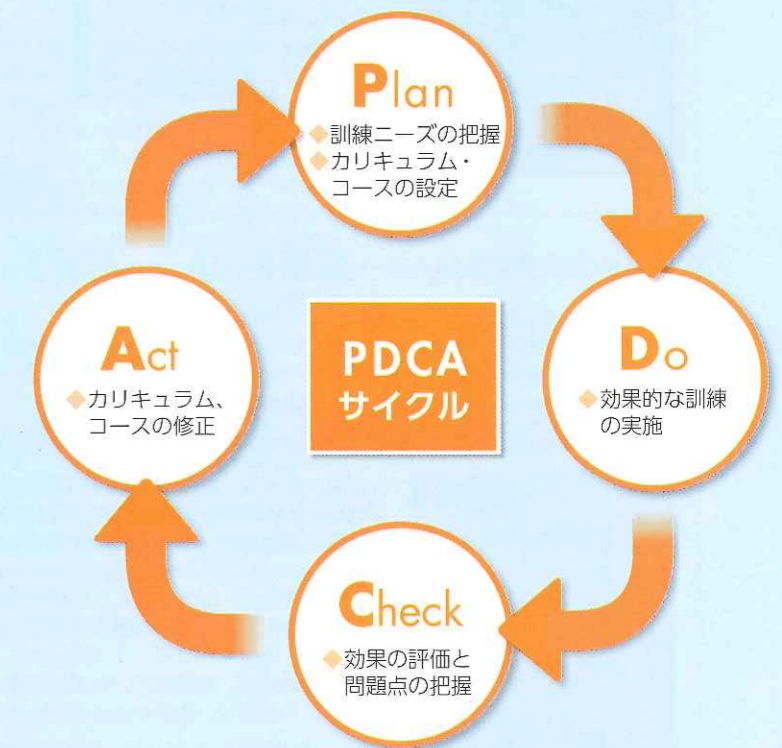 Plan
◆訓練ニーズの把握
◆カリキュラム・
コースの設定
Do
◆効果的な訓練
の実施
Check
◆効果の評価と
問題点の把握
Act
◆カリキュラム、
コースの修正
PDCA
サイクル